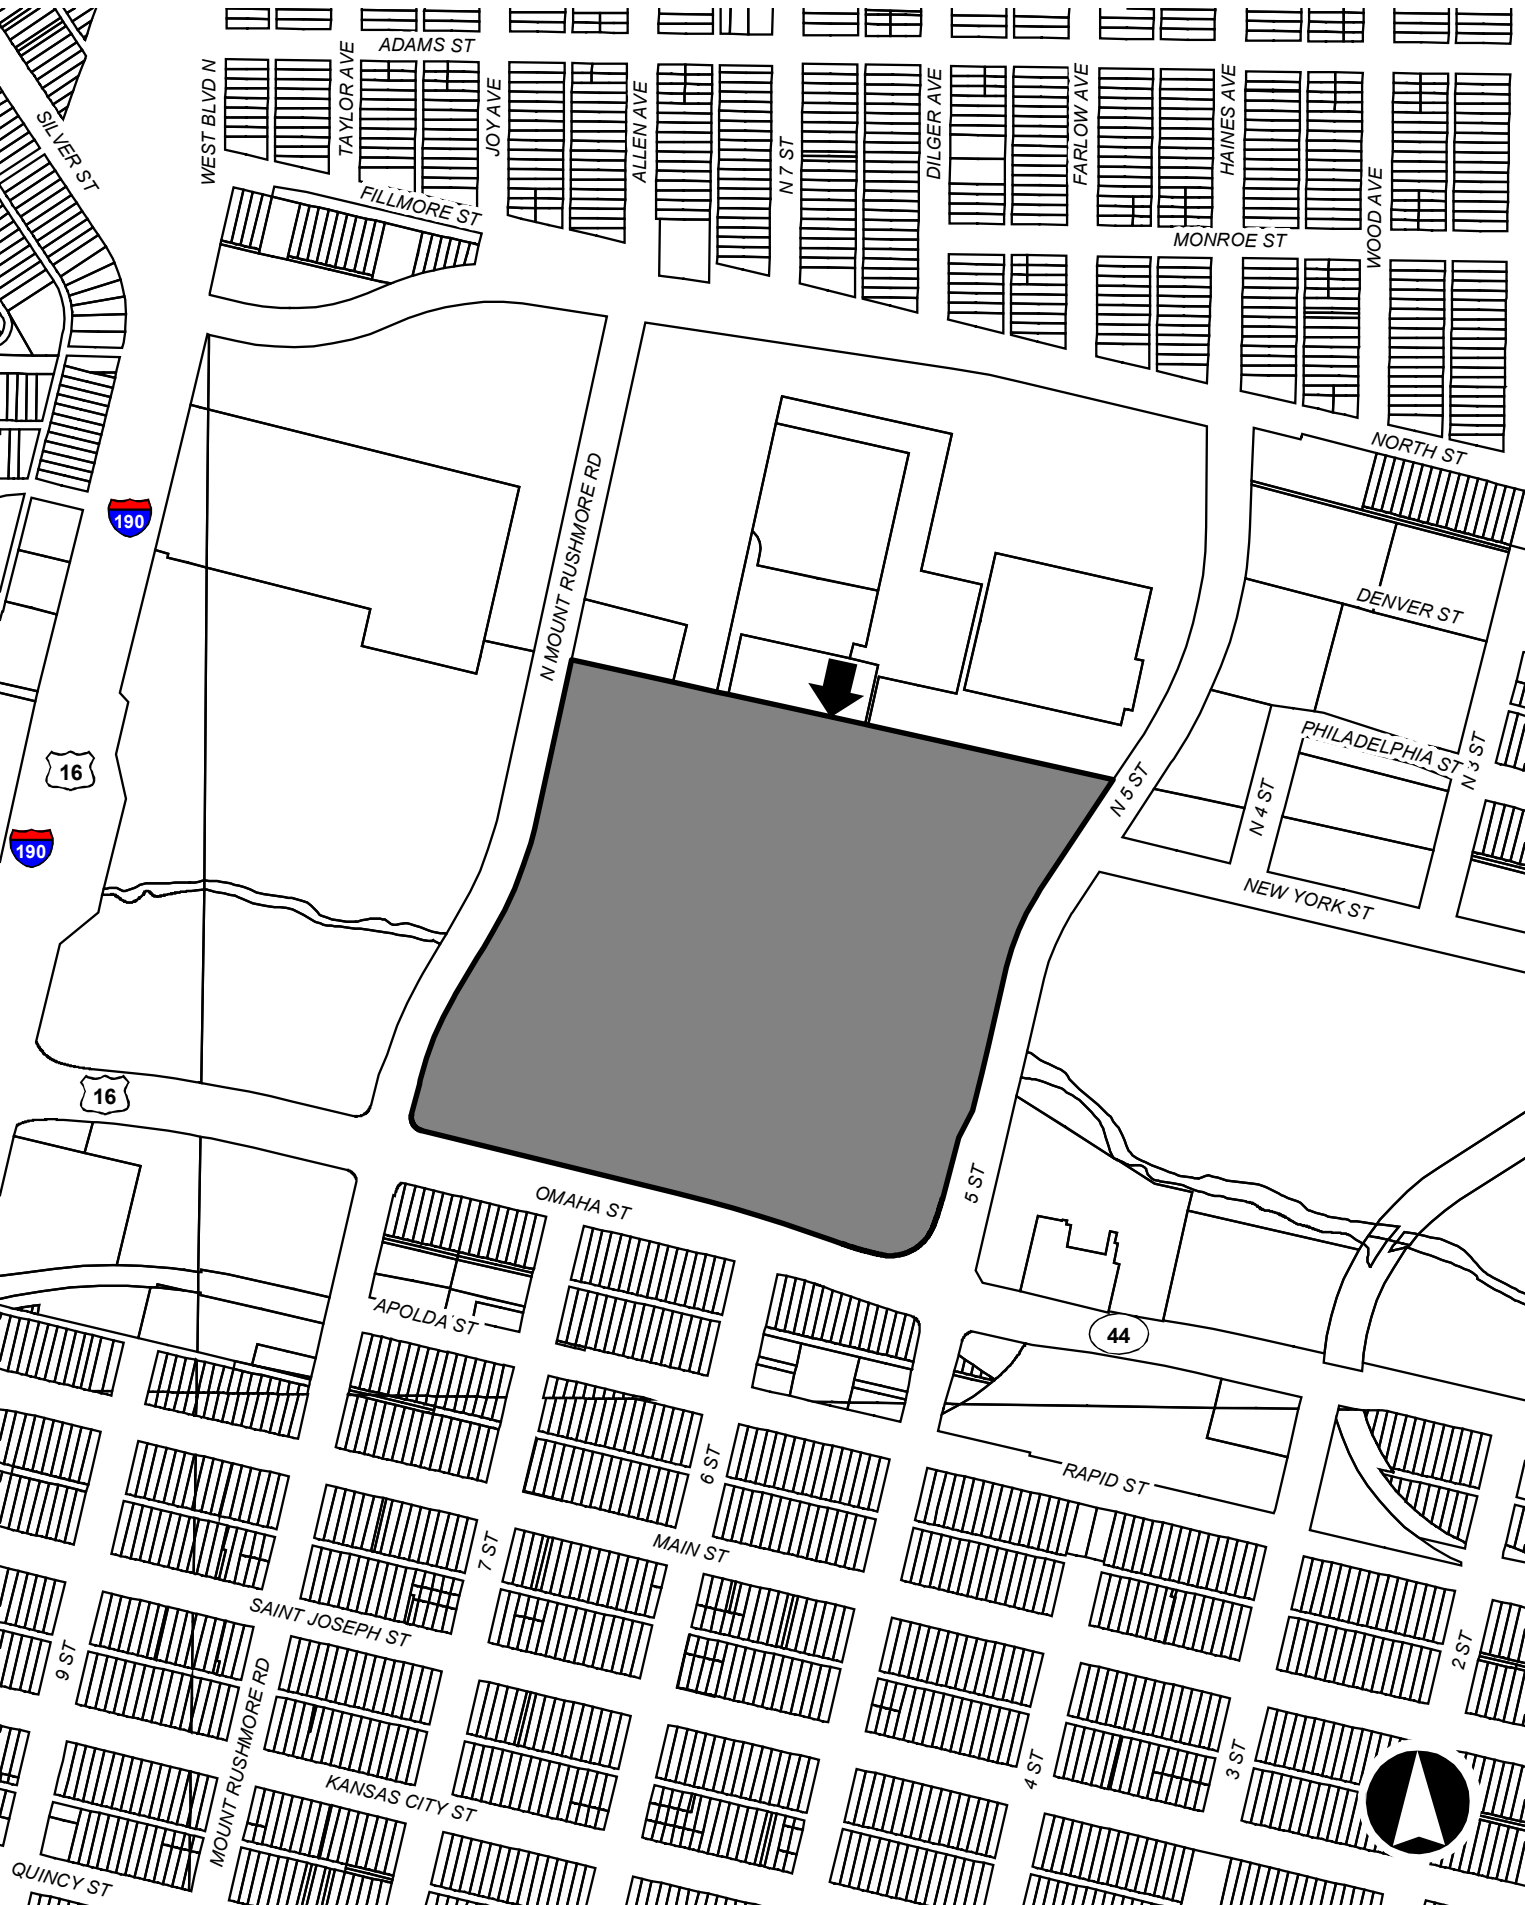 ADAMS ST
WEST BLVD N
TAYLOR AVE
JOY AVE
ALLEN AVE
N 7 ST
DILGER AVE
FARLOW AVE
HAINES AVE
WOOD AVE
SILVER ST
FILLMORE ST
MONROE ST
NORTH ST
190
N MOUNT RUSHMORE RD
DENVER ST
PHILADELPHIA ST
N 3 ST
16
N 5 ST
N 4 ST
190
NEW YORK ST
16
5 ST
OMAHA ST
APOLDA ST
44
6 ST
RAPID ST
7 ST
MAIN ST
SAINT JOSEPH ST
9 ST
2 ST
MOUNT RUSHMORE RD
4 ST
3 ST
KANSAS CITY ST
QUINCY ST